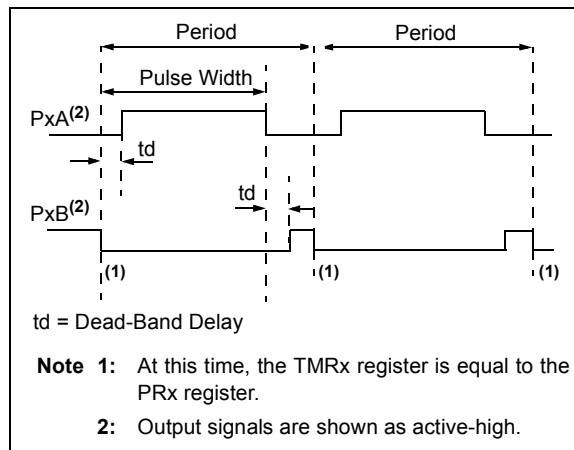 Period Period
Pulse Width
PxA(2)
td
td
PxB(2)
(1) (1) (1)
td = Dead-Band Delay
Note 1: At this time, the TMRx register is equal to the
PRx register.
2: Output signals are shown as active-high.